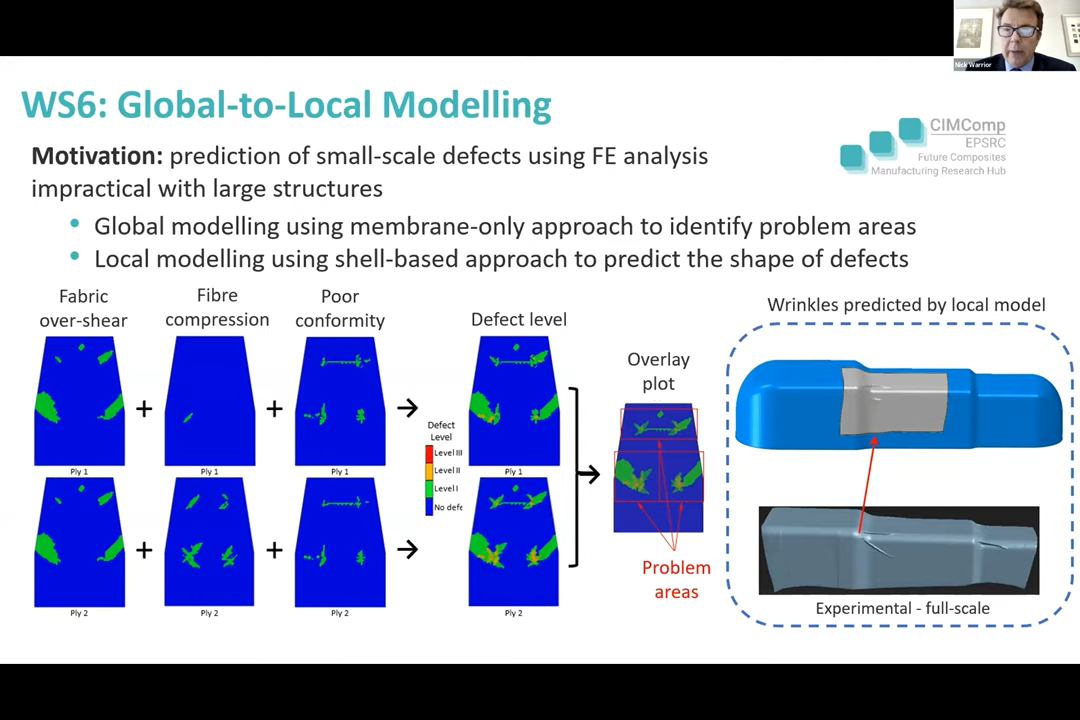 Nick Warrior
WS6: Global-to-Local Modelling
CIMComp
EPSRC
Future Composites
Manufacturing Research Hub
Motivation: prediction of small-scale defects using FE analysis
impractical with large structures
• Global modelling using membrane-only approach to identify problem areas
• Local modelling using shell-based approach to predict the shape of defects
Fabric
over-shear
Fibre
compression
Poor
conformity
Defect level
Overlay
plot
Wrinkles predicted by local model
+
+
Ply 1
Ply 1
Ply 1
Ply 1
Defect
Level
Level III
Level II
Level I
No defe
+
+
Ply 2
Ply 2
Ply 2
Ply 2
Problem
areas
Experimental - full-scale